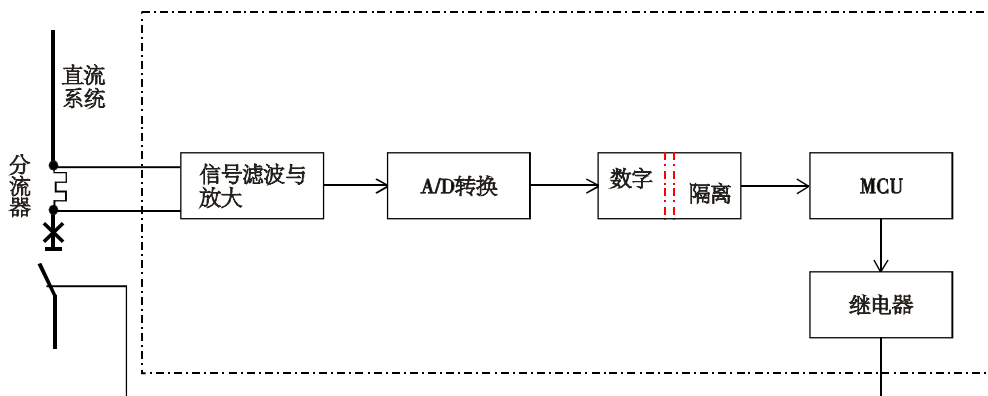 直流
系统
分
流
器
信号滤波与
放大
A/D转换
数字
隔离
MCU
继电器